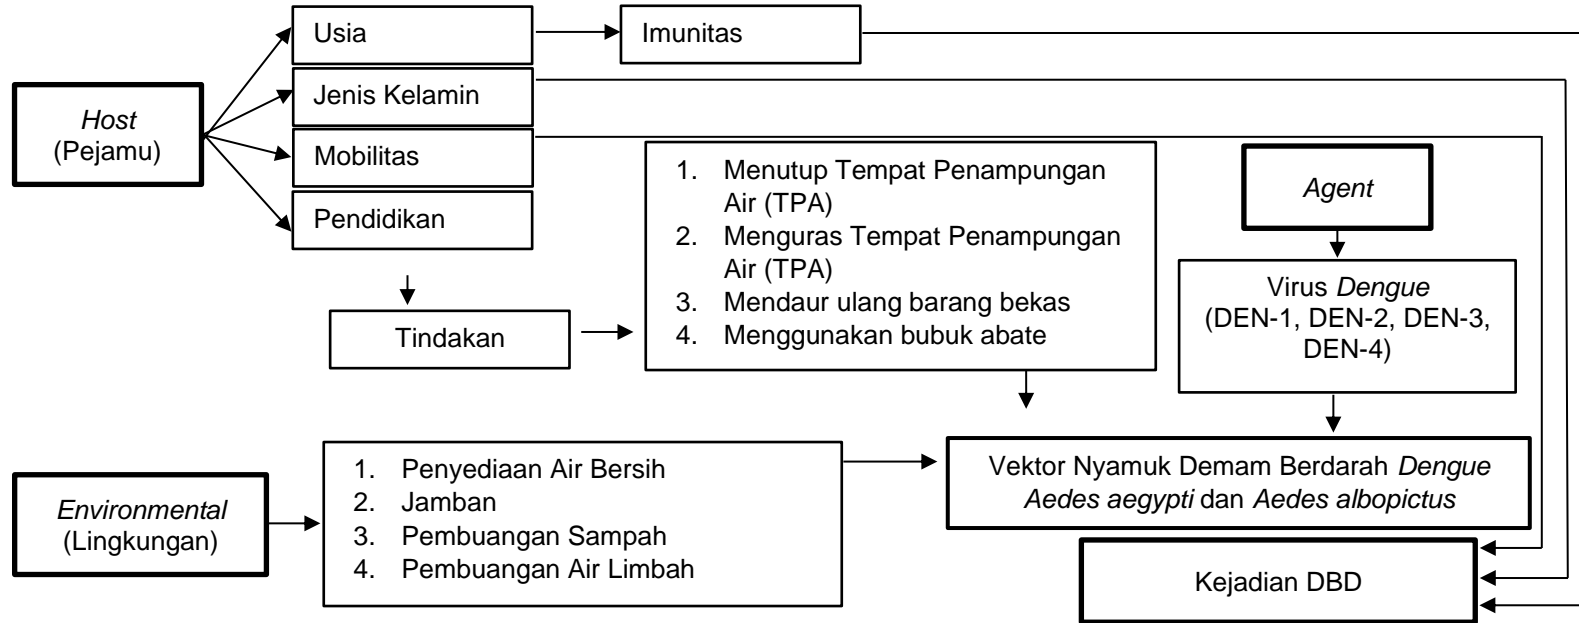 Host
(Pejamu)
Usia
Imunitas
Jenis Kelamin
Mobilitas
Pendidikan
Tindakan
1. Menutup Tempat Penampungan
Air (TPA)
2. Menguras Tempat Penampungan
Air (TPA)
3. Mendaur ulang barang bekas
4. Menggunakan bubuk abate
Agent
Virus Dengue
(DEN-1, DEN-2, DEN-3,
DEN-4)
Environmental
(Lingkungan)
1. Penyediaan Air Bersih
2. Jamban
3. Pembuangan Sampah
4. Pembuangan Air Limbah
Vektor Nyamuk Demam Berdarah Dengue
Aedes aegypti dan Aedes albopictus
Kejadian DBD